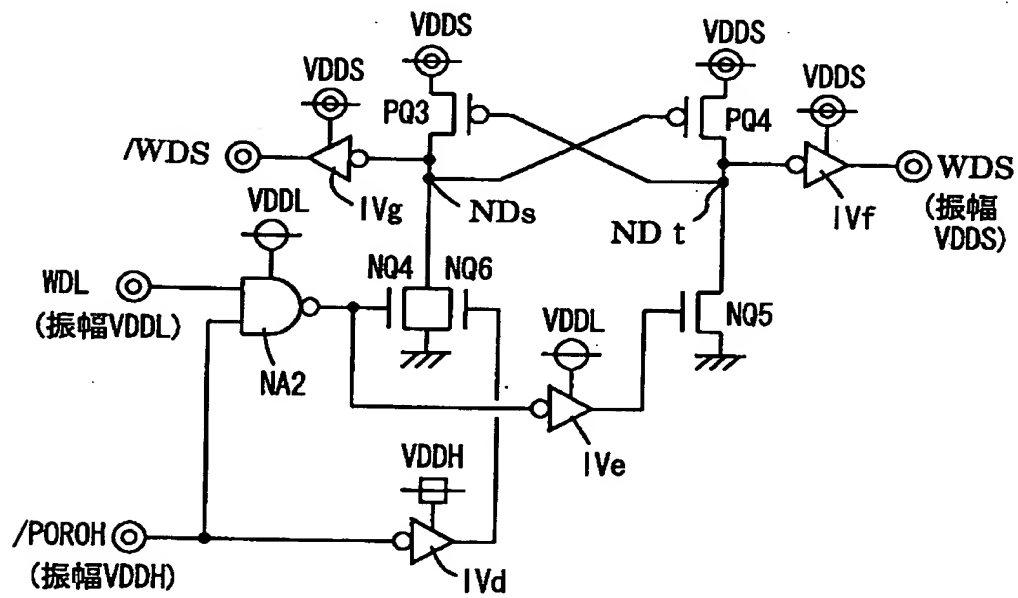 VDDS
VDDS
VDDS
VDDS
PQ3
PQ4
/WDS
WDS
IVg
IVf
NDs
ND t
(振幅
VDDS)
VDDL
WDL
(振幅VDDL)
NQ4
NQ6
NQ5
VDDL
NA2
IVe
VDDH
/POROH
(振幅VDDH)
IVd